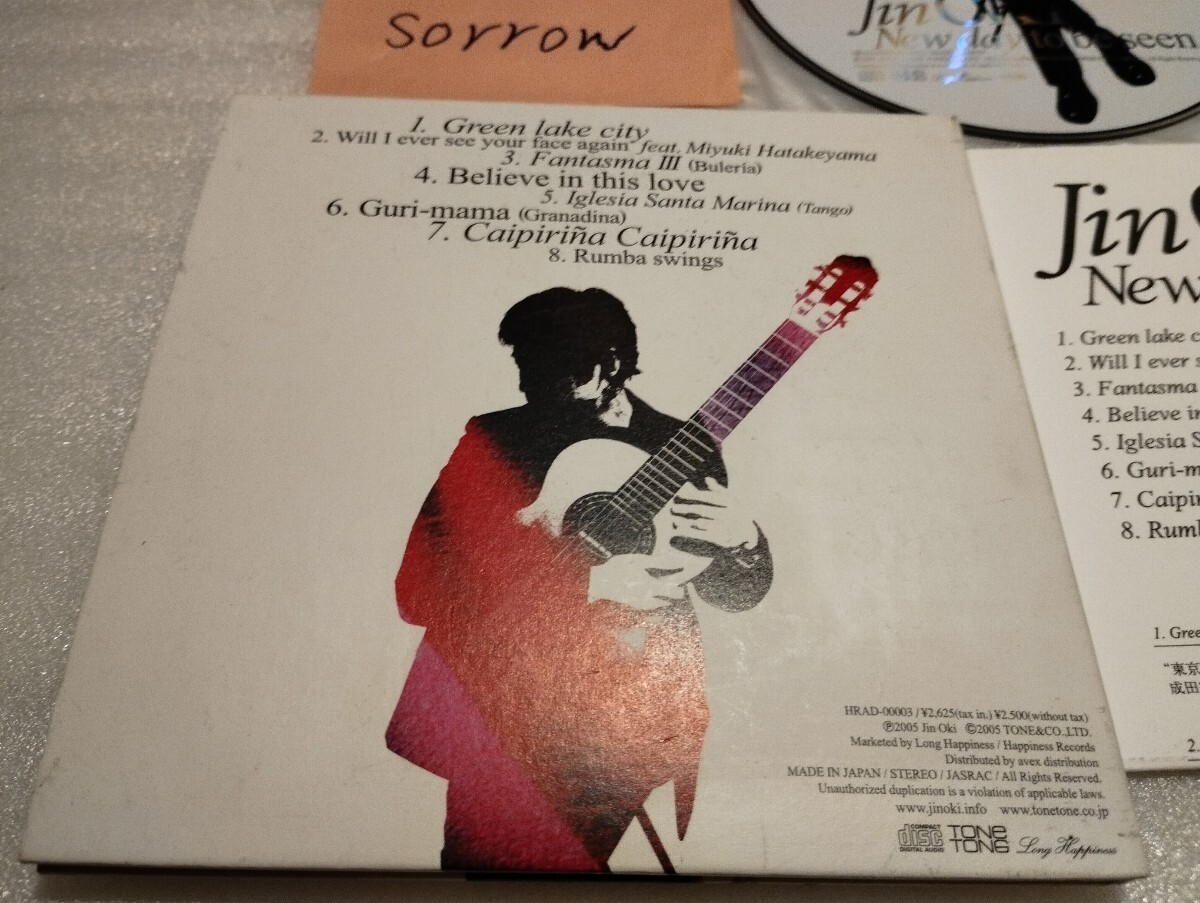 sorrow
Jin
New day to be seen
1. Green lake city
2. Will I ever see your face again feat. Miyuki Hatakeyama
3. Fantasma III (Bulería)
4. Believe in this love
5. Iglesia Santa Marina (Tango)
6. Guri-mama (Granadina)
7. Caipiriña Caipiriña
8. Rumba swings
HRAD-00003 / ¥2,625(tax in.) ¥2,500(without tax)
℗2005 Jin Oki ©2005 TONE&CO.,LTD.
Marketed by Long Happiness / Happiness Records
Distributed by avex distribution
MADE IN JAPAN / STEREO / JASRAC / All Rights Reserved.
Unauthorized duplication is a violation of applicable laws.
www.jinoki.info www.tonetone.co.jp
COMPACT
disc
DIGITAL AUDIO
TONE
TONE
Long Happiness
Jin
New
1. Green lake c
2. Will I ever s
3. Fantasma
4. Believe in
5. Iglesia S
6. Guri-m
7. Caipir
8. Rumb
1. Gree
“東京
成田
2.